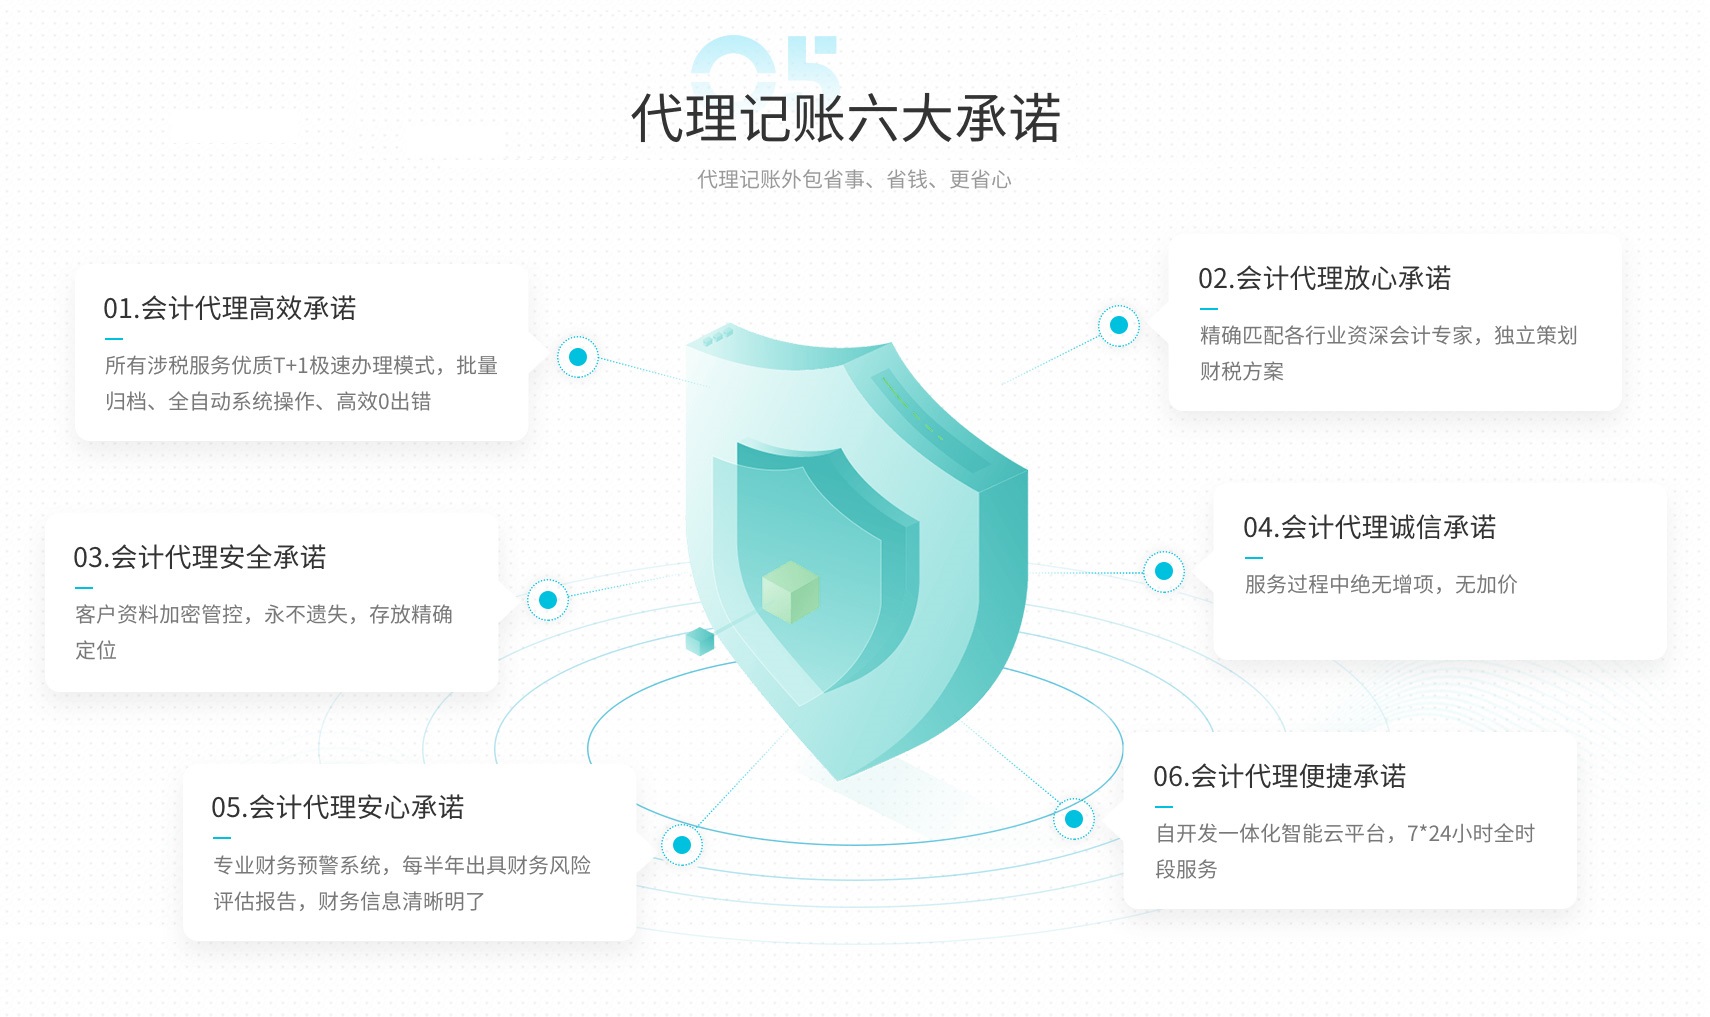 05
代理记账六大承诺
代理记账外包省事、省钱、更省心
01.会计代理高效承诺
所有涉税服务优质T+1极速办理模式，批量
归档、全自动系统操作、高效0出错
02.会计代理放心承诺
精确匹配各行业资深会计专家，独立策划
财税方案
03.会计代理安全承诺
客户资料加密管控，永不遗失，存放精确
定位
04.会计代理诚信承诺
服务过程中绝无增项，无加价
05.会计代理安心承诺
专业财务预警系统，每半年出具财务风险
评估报告，财务信息清晰明了
06.会计代理便捷承诺
自开发一体化智能云平台，7*24小时全时
段服务